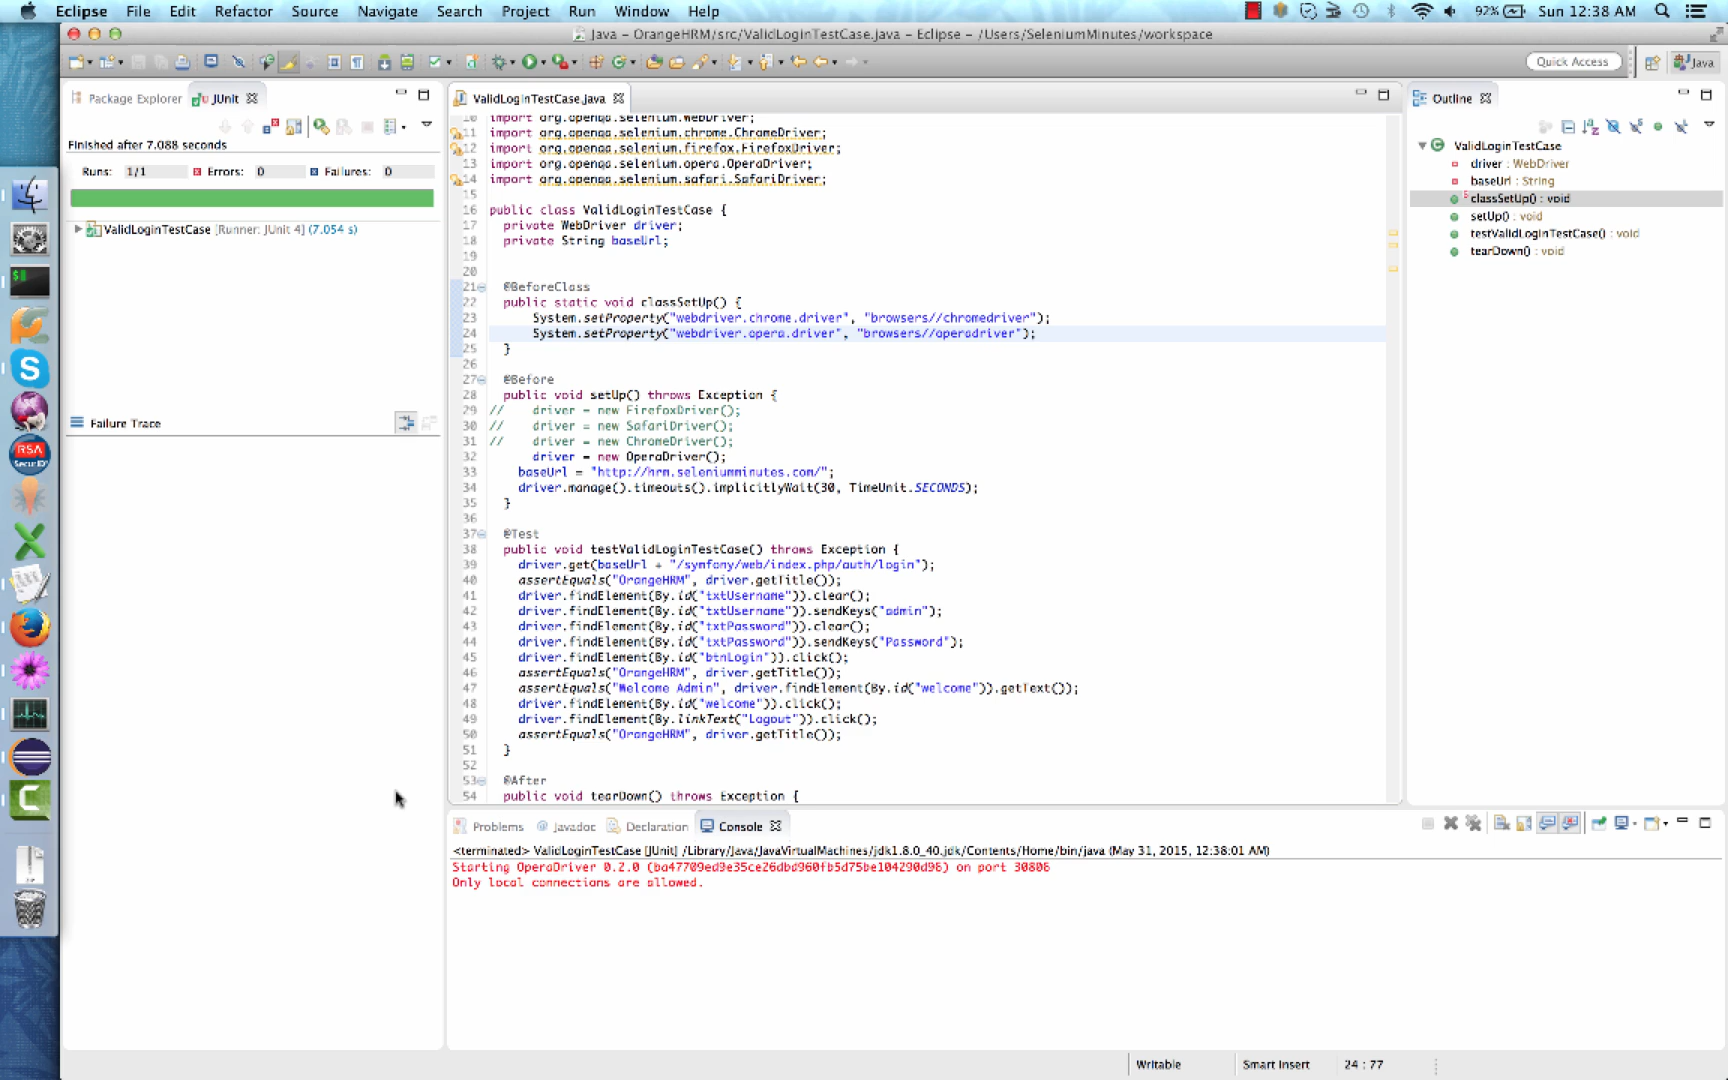 Eclipse File Edit Refactor Source Navigate Search Project Run Window Help 92% Sun 12:38 AM
Java - OrangeHRM/src/ValidLoginTestCase.java - Eclipse - /Users/SeleniumMinutes/workspace
Quick Access Java
Package Explorer JUnit
Finished after 7.088 seconds
Runs: 1/1 Errors: 0 Failures: 0
ValidLoginTestCase [Runner: JUnit 4] (7.054 s)
Failure Trace
RSA
SecurID
ValidLoginTestCase.java
10 import org.openqa.selenium.WebDriver;
11 import org.openqa.selenium.chrome.ChromeDriver;
12 import org.openqa.selenium.firefox.FirefoxDriver;
13 import org.openqa.selenium.opera.OperaDriver;
14 import org.openqa.selenium.safari.SafariDriver;
15
16 public class ValidLoginTestCase {
17 private WebDriver driver;
18 private String baseUrl;
19
20
21 @BeforeClass
22 public static void classSetUp() {
23 System.setProperty("webdriver.chrome.driver", "browsers//chromedriver");
24 System.setProperty("webdriver.opera.driver", "browsers//operadriver");
25 }
26
27 @Before
28 public void setUp() throws Exception {
29 // driver = new FirefoxDriver();
30 // driver = new SafariDriver();
31 // driver = new ChromeDriver();
32 driver = new OperaDriver();
33 baseUrl = "http://hrm.seleniumminutes.com/";
34 driver.manage().timeouts().implicitlyWait(30, TimeUnit.SECONDS);
35 }
36
37 @Test
38 public void testValidLoginTestCase() throws Exception {
39 driver.get(baseUrl + "/symfony/web/index.php/auth/login");
40 assertEquals("OrangeHRM", driver.getTitle());
41 driver.findElement(By.id("txtUsername")).clear();
42 driver.findElement(By.id("txtUsername")).sendKeys("admin");
43 driver.findElement(By.id("txtPassword")).clear();
44 driver.findElement(By.id("txtPassword")).sendKeys("Password");
45 driver.findElement(By.id("btnLogin")).click();
46 assertEquals("OrangeHRM", driver.getTitle());
47 assertEquals("Welcome Admin", driver.findElement(By.id("welcome")).getText());
48 driver.findElement(By.id("welcome")).click();
49 driver.findElement(By.linkText("Logout")).click();
50 assertEquals("OrangeHRM", driver.getTitle());
51 }
52
53 @After
54 public void tearDown() throws Exception {
Outline
ValidLoginTestCase
driver : WebDriver
baseUrl : String
classSetUp() : void
setUp() : void
testValidLoginTestCase() : void
tearDown() : void
Problems Javadoc Declaration Console
<terminated> ValidLoginTestCase [JUnit] /Library/Java/JavaVirtualMachines/jdk1.8.0_40.jdk/Contents/Home/bin/java (May 31, 2015, 12:38:01 AM)
Starting OperaDriver 0.2.0 (ba47709ed9e35ce26dbd960fb5d75be104290d96) on port 30806
Only local connections are allowed.
Writable Smart Insert 24 : 77